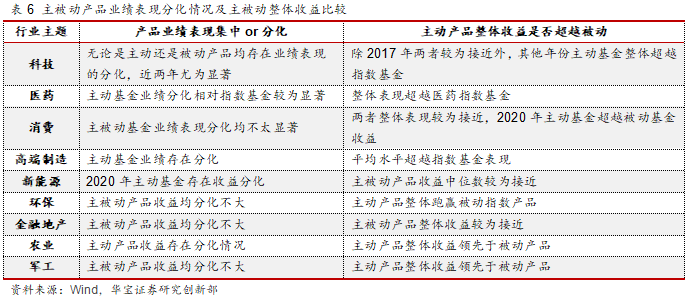 表 6 主被动产品业绩表现分化情况及主被动整体收益比较
行业主题 产品业绩表现集中 or 分化 主动产品整体收益是否超越被动
科技 无论是主动还是被动产品均存在业绩表现的分化，近两年尤为显著 除 2017 年两者较为接近外，其他年份主动基金整体超越指数基金
医药 主动基金业绩分化相对指数基金较为显著 整体表现超越医药指数基金
消费 主被动基金业绩表现分化均不太显著 两者整体表现较为接近，2020 年主动基金超越被动基金收益
高端制造 主动基金业绩存在分化 平均水平超越指数基金表现
新能源 2020 年主动基金存在收益分化 主被动产品收益中位数较为接近
环保 主被动产品收益均分化不大 主动产品整体跑赢被动指数产品
金融地产 主被动产品收益均分化不大 主被动产品整体收益较为接近
农业 主动产品收益存在分化情况 主动产品整体收益领先于被动产品
军工 主被动产品收益均分化不大 主动产品整体收益领先于被动产品
资料来源：Wind，华宝证券研究创新部